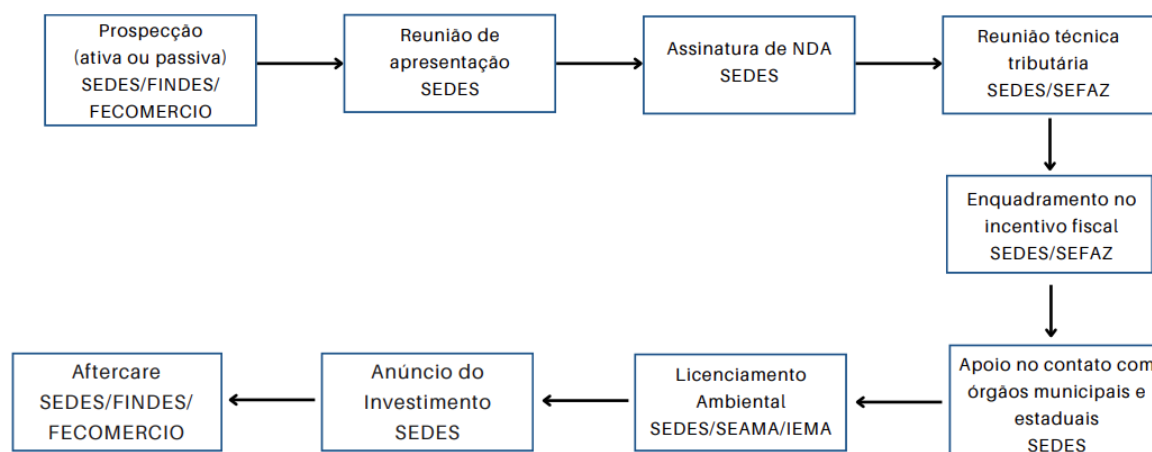 Prospecção
(ativa ou passiva)
SEDES/FINDES/
FECOMERCIO
Reunião de
apresentação
SEDES
Assinatura de NDA
SEDES
Reunião técnica
tributária
SEDES/SEFAZ
Enquadramento no
incentivo fiscal
SEDES/SEFAZ
Apoio no contato com
órgãos municipais e
estaduais
SEDES
Licenciamento
Ambiental
SEDES/SEAMA/IEMA
Anúncio do
Investimento
SEDES
Aftercare
SEDES/FINDES/
FECOMERCIO